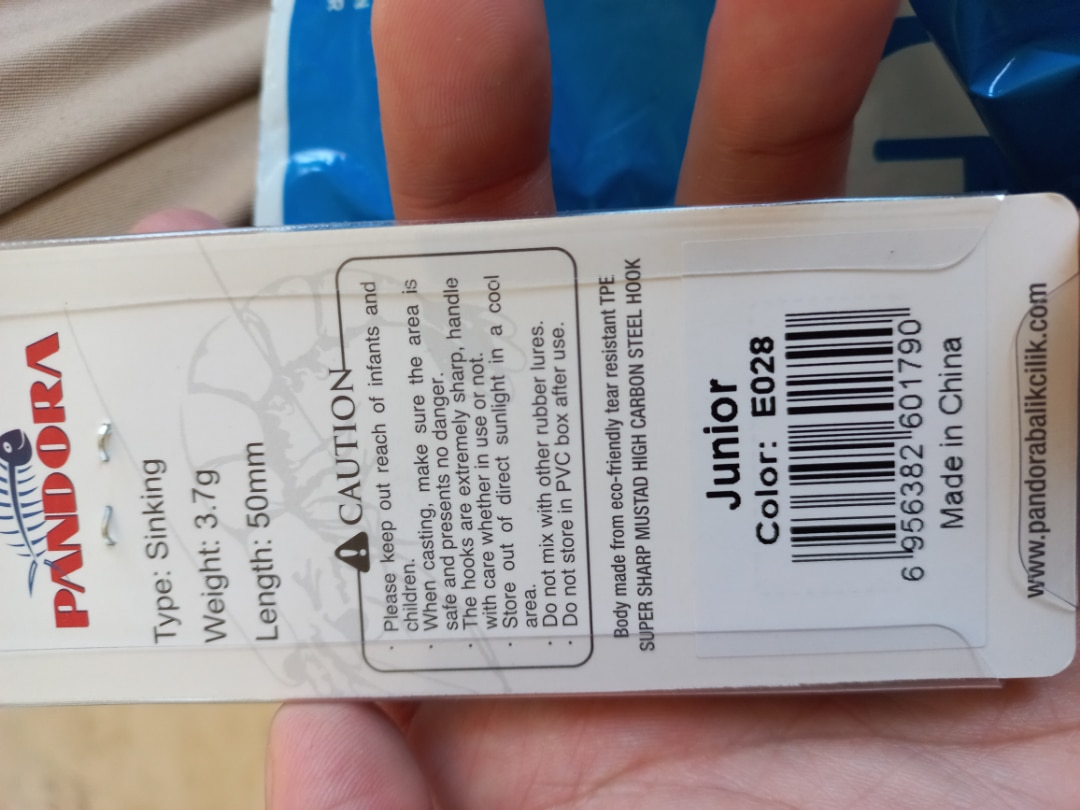 PANDORA
Type: Sinking
Weight: 3.7g
Length: 50mm
CAUTION
· Please keep out reach of infants and
children.
· When casting, make sure the area is
safe and presents no danger.
· The hooks are extremely sharp, handle
with care whether in use or not.
· Store out of direct sunlight in a cool
area.
· Do not mix with other rubber lures.
· Do not store in PVC box after use.
Body made from eco-friendly tear resistant TPE
SUPER SHARP MUSTAD HIGH CARBON STEEL HOOK
Junior
Color: E028
6 956382 601790
Made in China
www.pandorabalikcilik.com